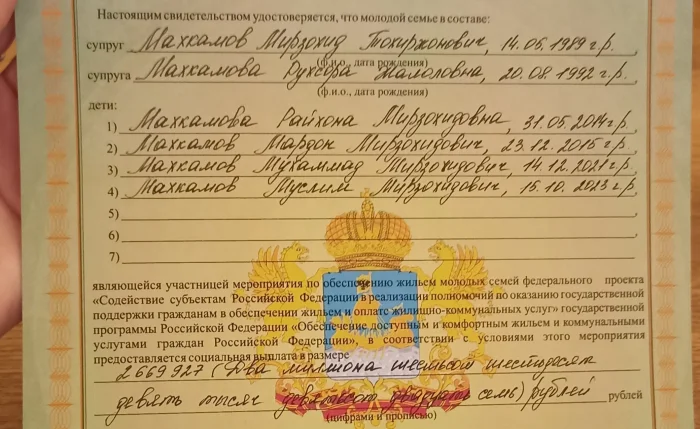 Настоящим свидетельством удостоверяется, что молодой семье в составе:
супруг Махкамов Мирзохид Тохиржонович, 14.05.1989 г.р.
(ф.и.о., дата рождения)
супруга Махкамова Рухсора Жалоловна, 20.08.1992 г.р.
(ф.и.о., дата рождения)
дети:
1) Махкамова Райхона Мирзохидовна, 31.05.2014 г.р.
2) Махкамов Мардон Мирзохидович, 23.12.2015 г.р.
3) Махкамов Мухаммад Мирзохидович, 14.12.2021 г.р.
4) Махкамов Муслим Мирзохидович, 15.10.2023 г.р.
5)
6)
7)
являющейся участницей мероприятия по обеспечению жильем молодых семей федерального проекта
«Содействие субъектам Российской Федерации в реализации полномочий по оказанию государственной
поддержки гражданам в обеспечении жильем и оплате жилищно-коммунальных услуг» государственной
программы Российской Федерации «Обеспечение доступным и комфортным жильем и коммунальными
услугами граждан Российской Федерации», в соответствии с условиями этого мероприятия
предоставляется социальная выплата в размере
2 669 927 (Два миллиона шестьсот шестьдесят
девять тысяч девятьсот двадцать семь) рублей рублей
(цифрами и прописью)